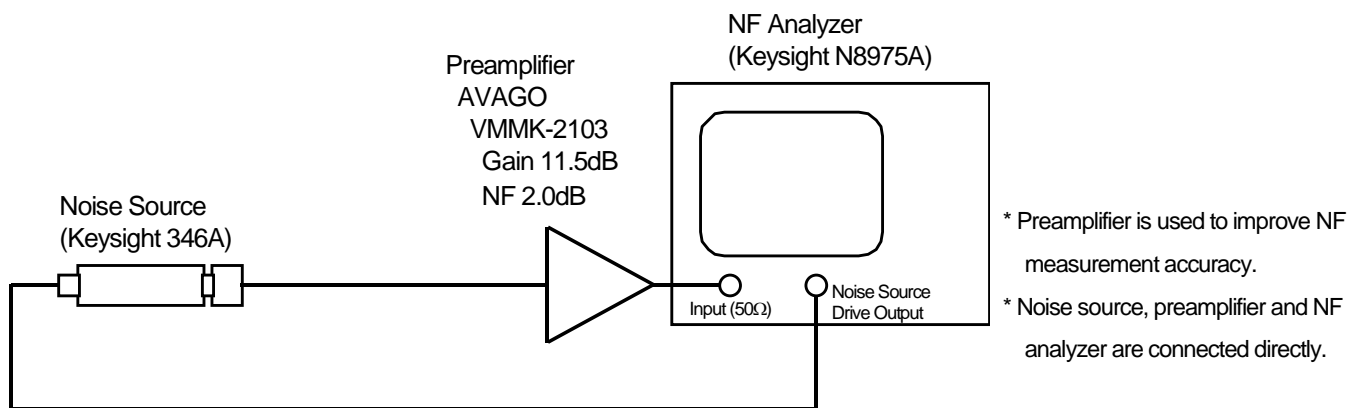 NF Analyzer
(Keysight N8975A)
Preamplifier
AVAGO
VMMK-2103
Gain 11.5dB
NF 2.0dB
Noise Source
(Keysight 346A)
Input (50Ω)
Noise Source
Drive Output
* Preamplifier is used to improve NF
measurement accuracy.
* Noise source, preamplifier and NF
analyzer are connected directly.